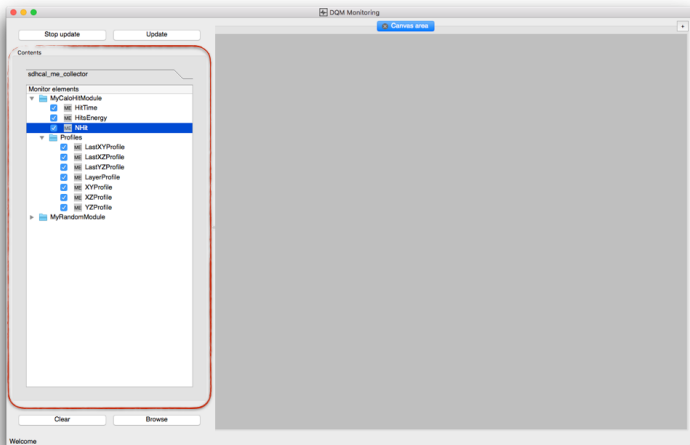 DQM Monitoring
Stop update
Update
Canvas area
+
Contents
sdhcal_me_collector
Monitor elements
MyCaloHitModule
ME HitTime
ME HitsEnergy
ME NHit
Profiles
ME LastXYProfile
ME LastXZProfile
ME LastYZProfile
ME LayerProfile
ME XYProfile
ME XZProfile
ME YZProfile
MyRandomModule
Clear
Browse
Welcome